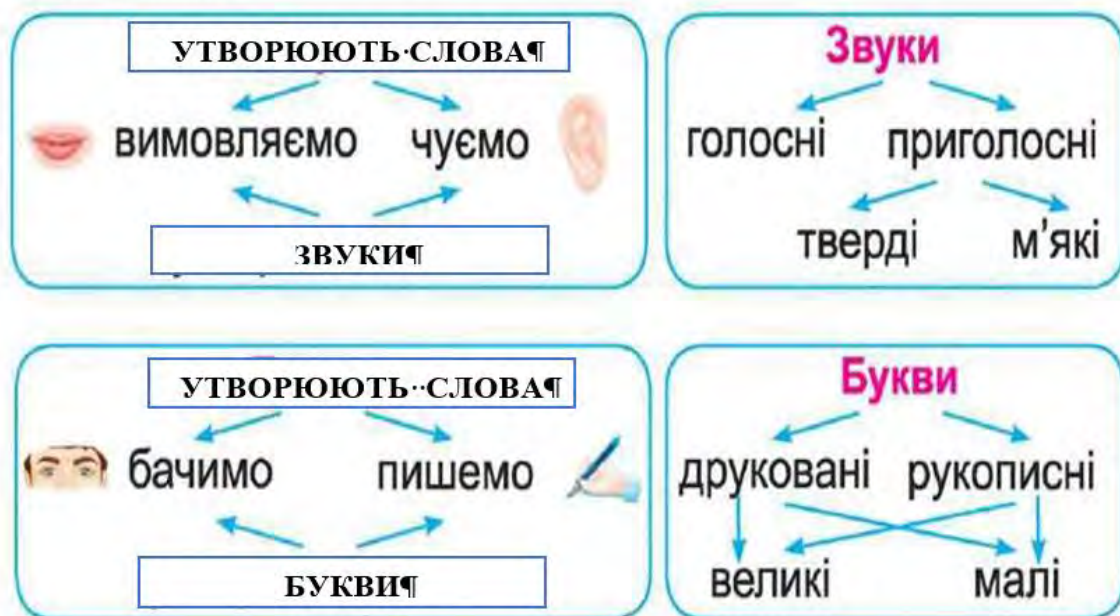 УТВОРЮЮТЬ·СЛОВА¶
вимовляємо чуємо
ЗВУКИ¶
Звуки
голосні приголосні
тверді м'які
УТВОРЮЮТЬ··СЛОВА¶
бачимо пишемо
БУКВИ¶
Букви
друковані рукописні
великі малі